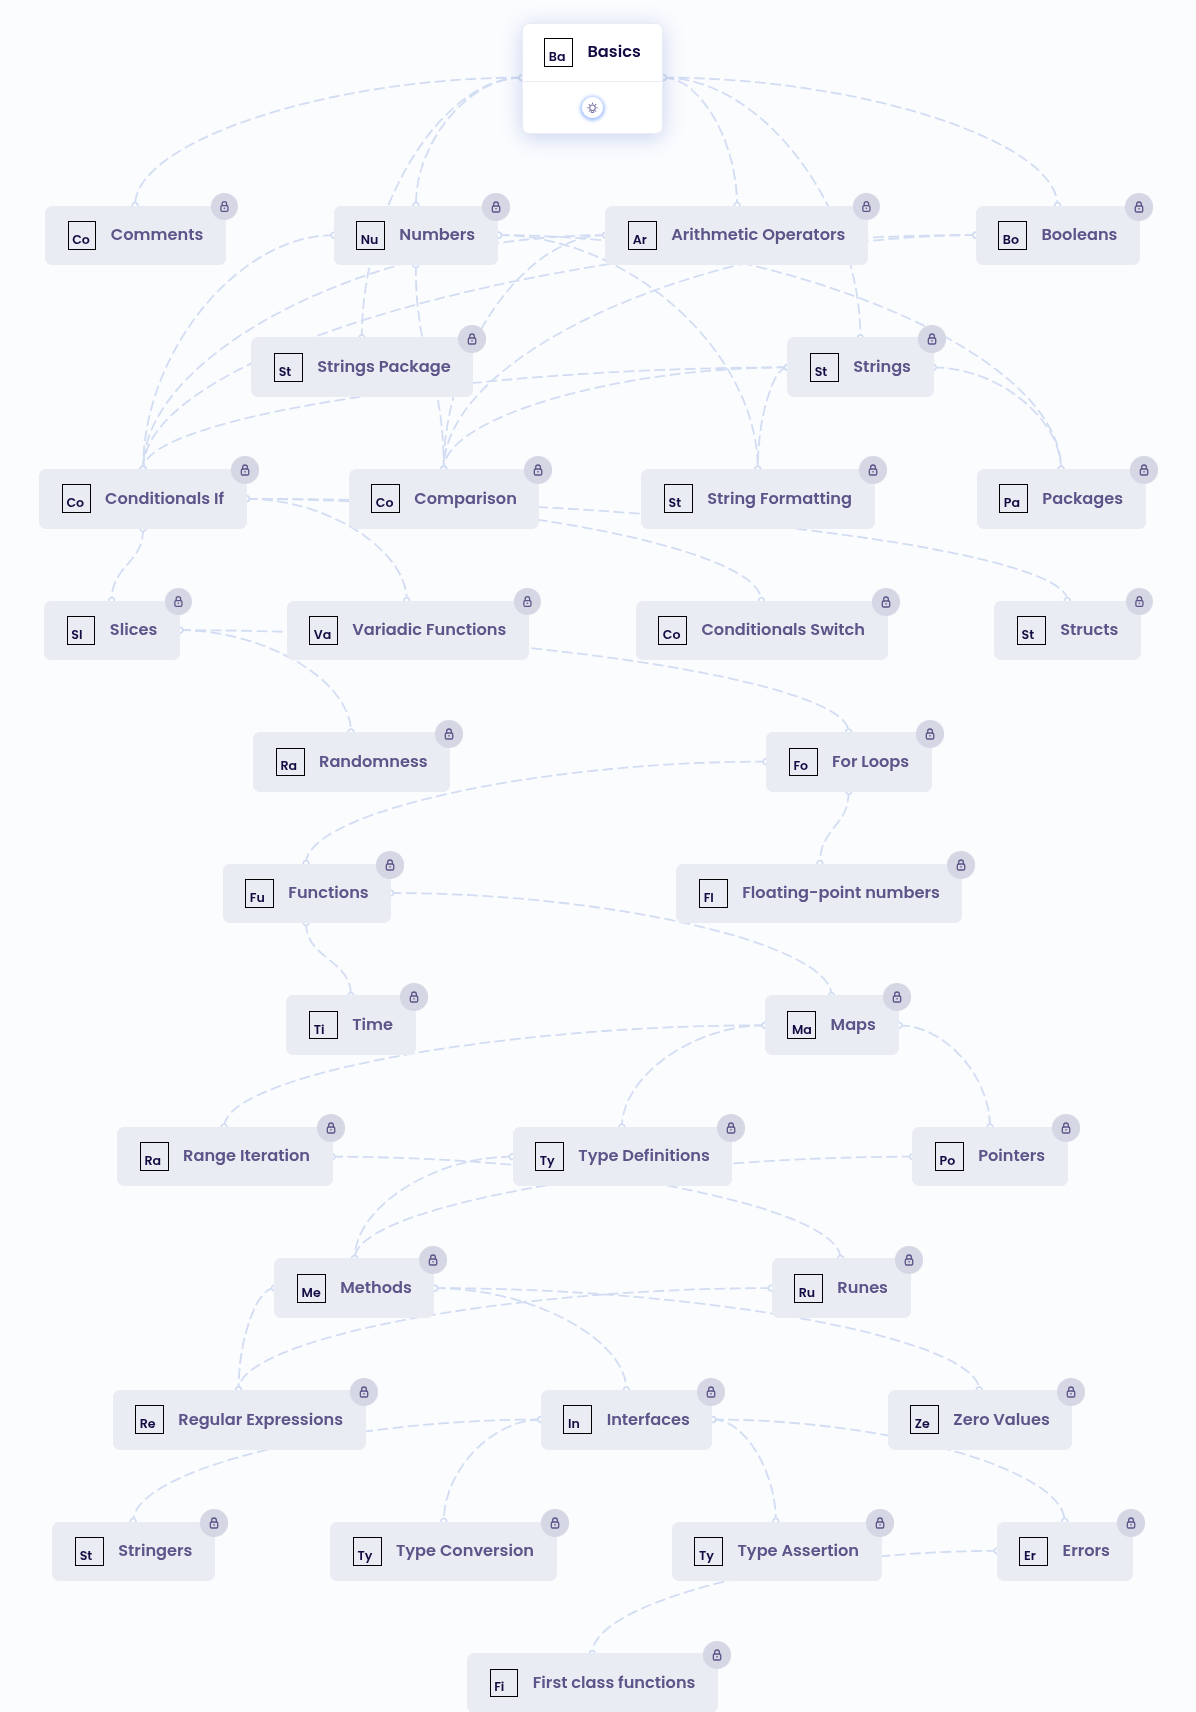 Ba Basics
Co Comments
Nu Numbers
Ar Arithmetic Operators
Bo Booleans
St Strings Package
St Strings
Co Conditionals If
Co Comparison
St String Formatting
Pa Packages
Sl Slices
Va Variadic Functions
Co Conditionals Switch
St Structs
Ra Randomness
Fo For Loops
Fu Functions
Fl Floating-point numbers
Ti Time
Ma Maps
Ra Range Iteration
Ty Type Definitions
Po Pointers
Me Methods
Ru Runes
Re Regular Expressions
In Interfaces
Ze Zero Values
St Stringers
Ty Type Conversion
Ty Type Assertion
Er Errors
Fi First class functions